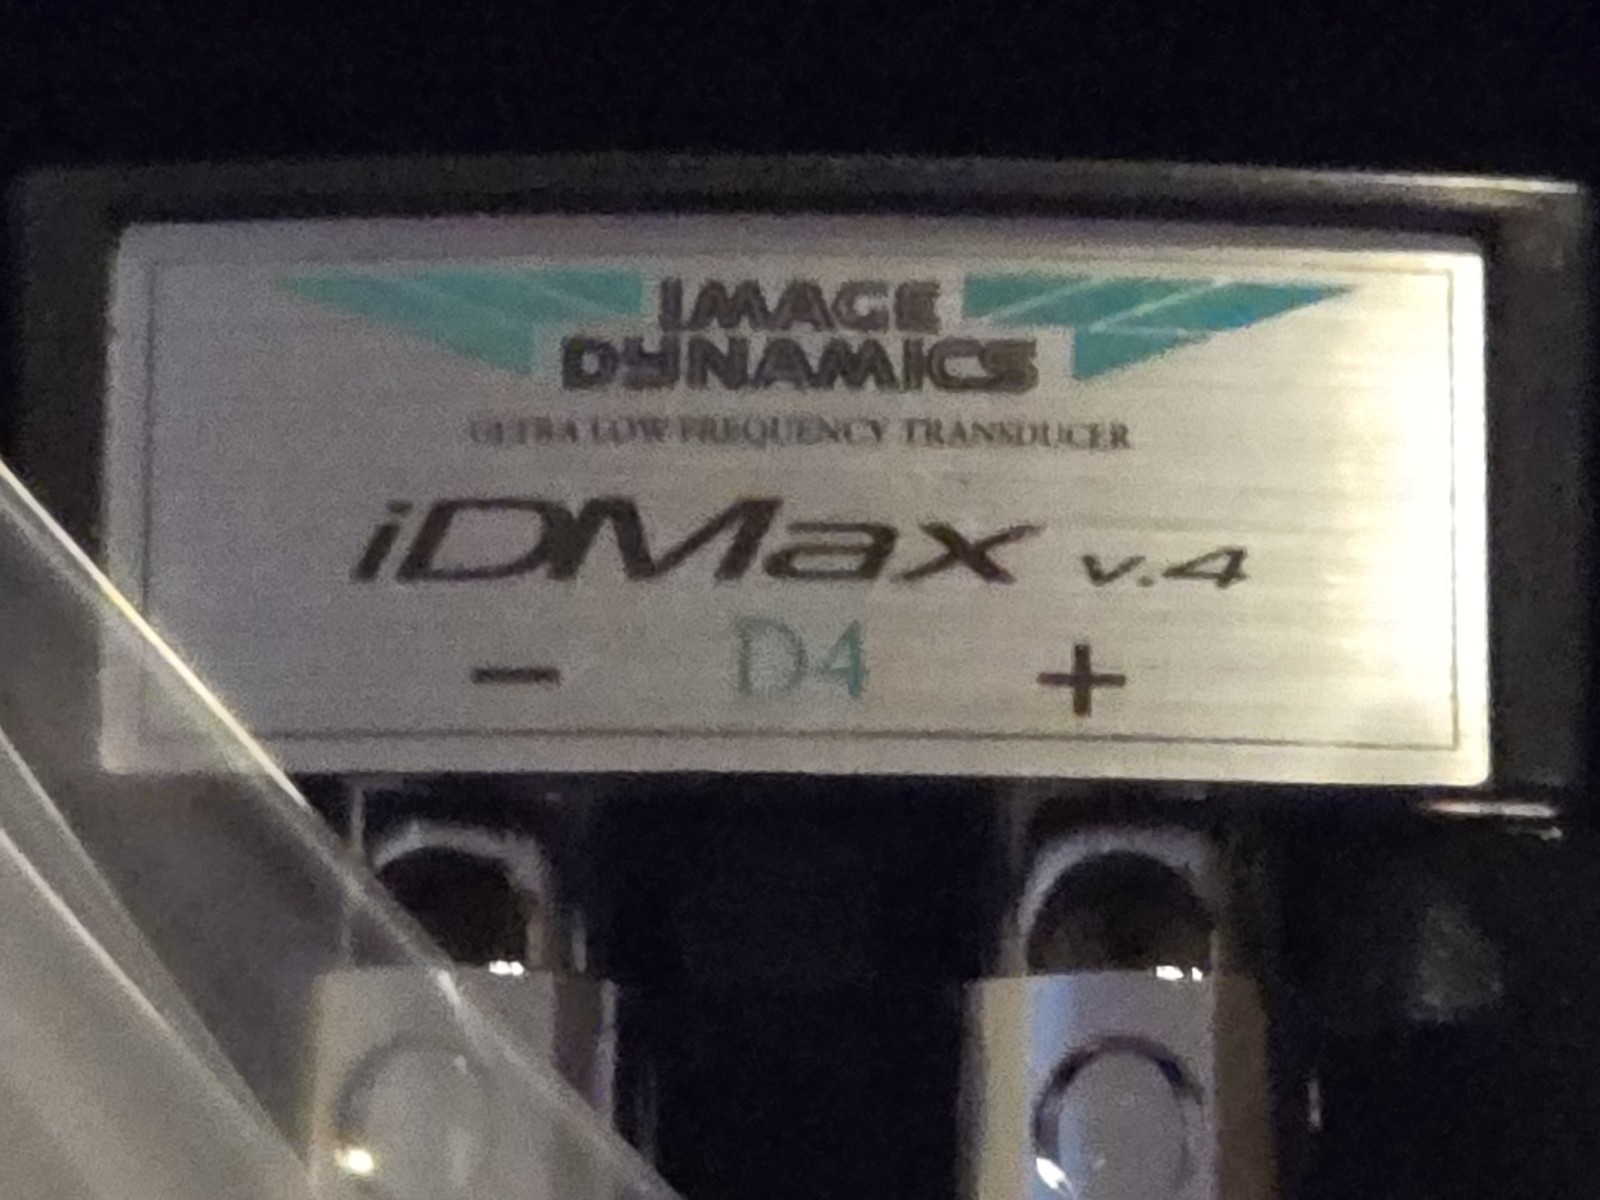 IMAGE
DYNAMICS
ULTRA LOW FREQUENCY TRANSDUCER
iDMax v.4
− D4 +